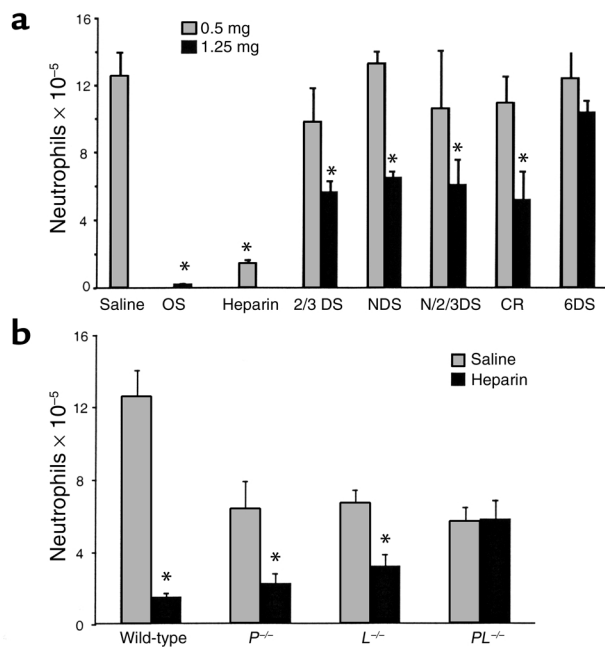 a
0.5 mg
1.25 mg
Neutrophils × 10⁻⁵
16
12
8
4
0
* * * * * *
Saline OS Heparin 2/3 DS NDS N/2/3DS CR 6DS
b
Saline
Heparin
Neutrophils × 10⁻⁵
16
12
8
4
0
* * *
Wild-type P⁻/⁻ L⁻/⁻ PL⁻/⁻